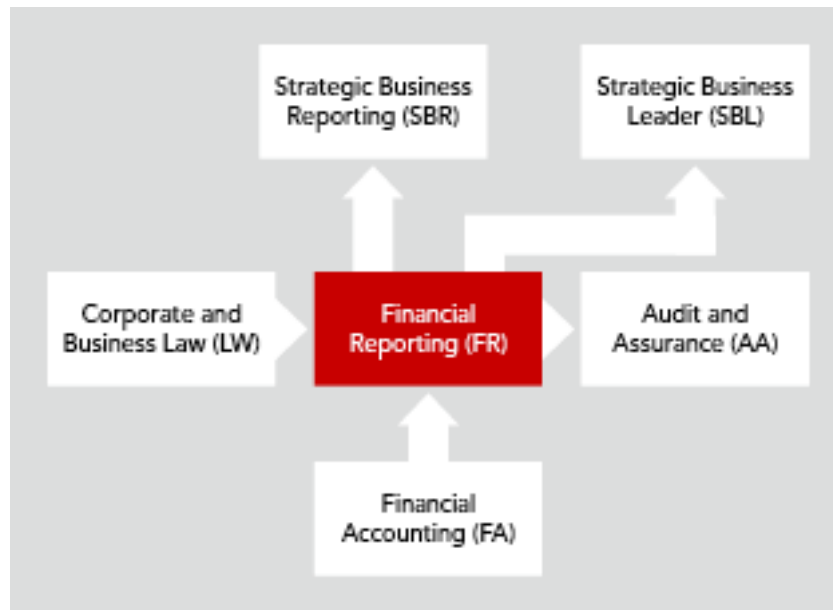 Strategic Business
Reporting (SBR)
Strategic Business
Leader (SBL)
Corporate and
Business Law (LW)
Financial
Reporting (FR)
Audit and
Assurance (AA)
Financial
Accounting (FA)